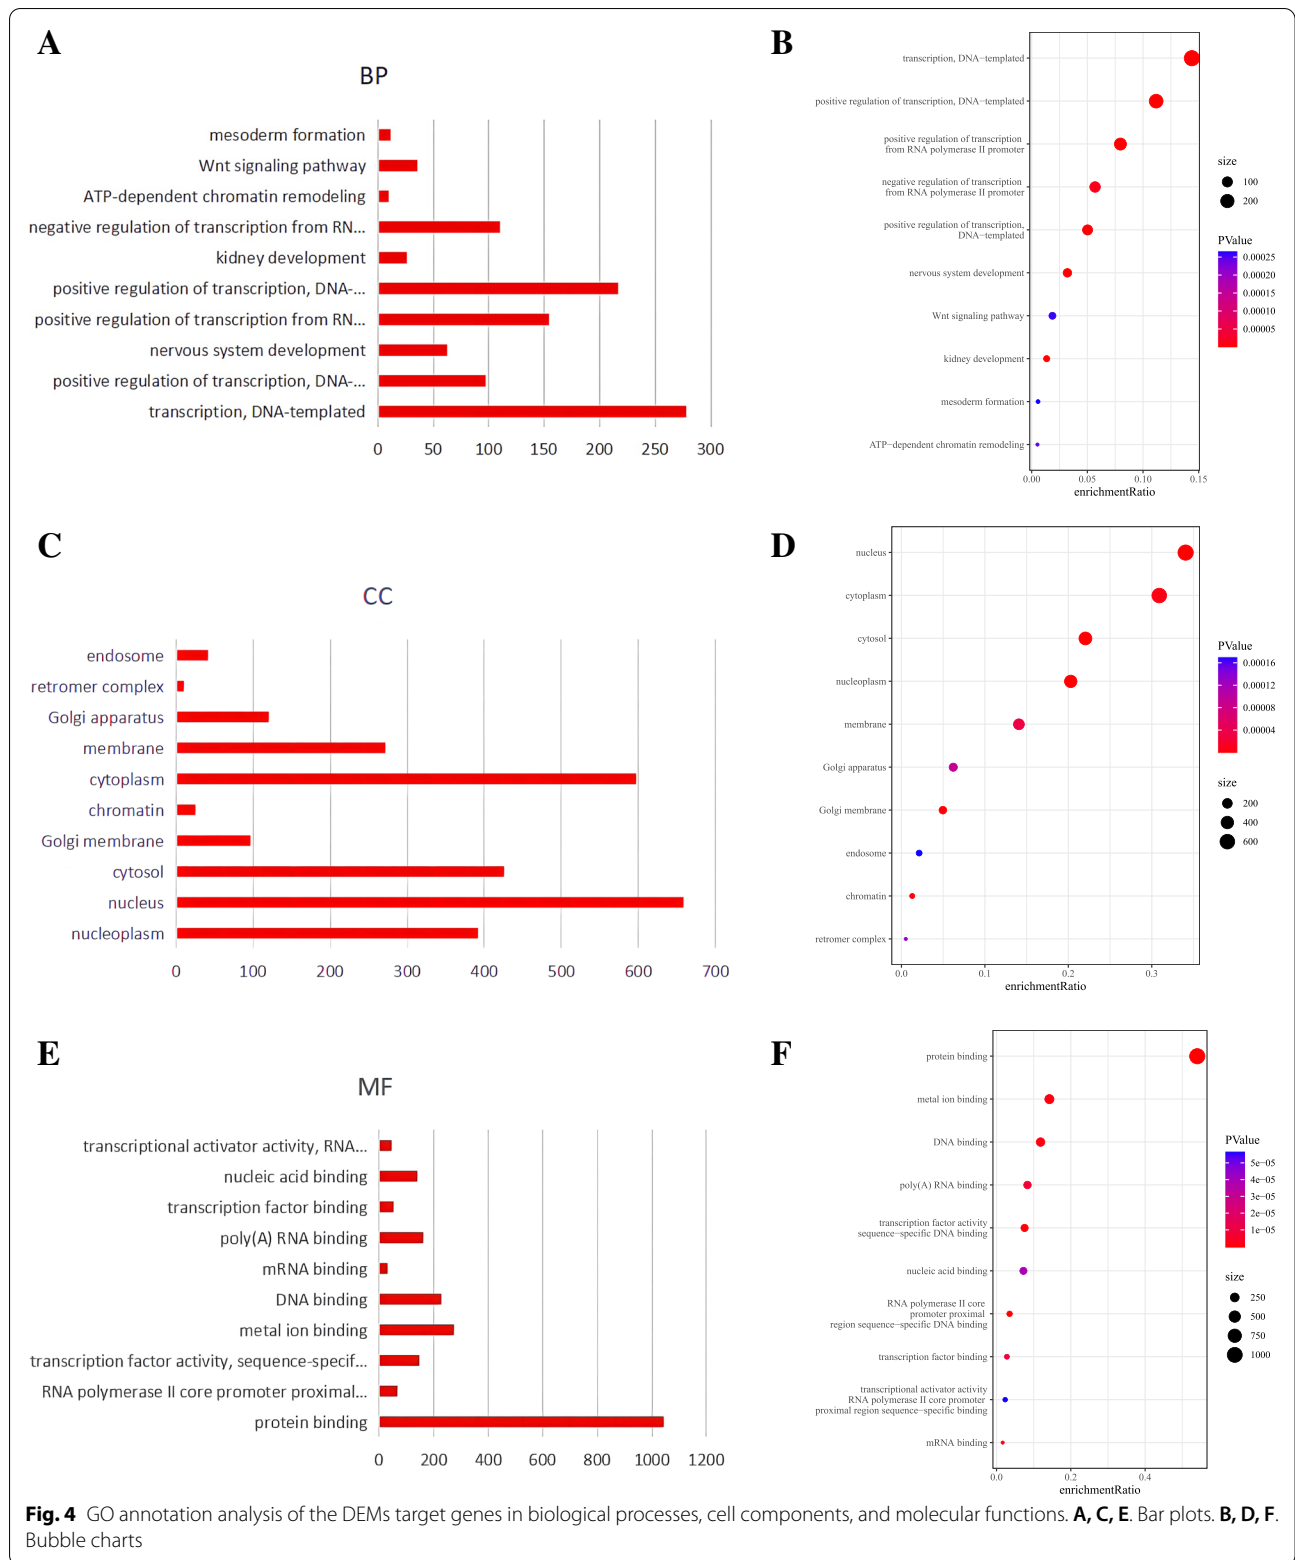 A
BP
mesoderm formation
Wnt signaling pathway
ATP-dependent chromatin remodeling
negative regulation of transcription from RN...
kidney development
positive regulation of transcription, DNA-...
positive regulation of transcription from RN...
nervous system development
positive regulation of transcription, DNA-...
transcription, DNA-templated
0 50 100 150 200 250 300
B
transcription, DNA−templated
positive regulation of transcription, DNA−templated
positive regulation of transcription
from RNA polymerase II promoter
negative regulation of transcription
from RNA polymerase II promoter
positive regulation of transcription,
DNA−templated
nervous system development
Wnt signaling pathway
kidney development
mesoderm formation
ATP−dependent chromatin remodeling
0.00 0.05 0.10 0.15
enrichmentRatio
size
100
200
PValue
0.00025
0.00020
0.00015
0.00010
0.00005
C
CC
endosome
retromer complex
Golgi apparatus
membrane
cytoplasm
chromatin
Golgi membrane
cytosol
nucleus
nucleoplasm
0 100 200 300 400 500 600 700
D
nucleus
cytoplasm
cytosol
nucleoplasm
membrane
Golgi apparatus
Golgi membrane
endosome
chromatin
retromer complex
0.0 0.1 0.2 0.3
enrichmentRatio
PValue
0.00016
0.00012
0.00008
0.00004
size
200
400
600
E
MF
transcriptional activator activity, RNA...
nucleic acid binding
transcription factor binding
poly(A) RNA binding
mRNA binding
DNA binding
metal ion binding
transcription factor activity, sequence-specif...
RNA polymerase II core promoter proximal...
protein binding
0 200 400 600 800 1000 1200
F
protein binding
metal ion binding
DNA binding
poly(A) RNA binding
transcription factor activity
sequence−specific DNA binding
nucleic acid binding
RNA polymerase II core
promoter proximal
region sequence−specific DNA binding
transcription factor binding
transcriptional activator activity
RNA polymerase II core promoter
proximal region sequence−specific binding
mRNA binding
0.0 0.2 0.4
enrichmentRatio
PValue
5e−05
4e−05
3e−05
2e−05
1e−05
size
250
500
750
1000
Fig. 4 GO annotation analysis of the DEMs target genes in biological processes, cell components, and molecular functions. A, C, E. Bar plots. B, D, F.
Bubble charts